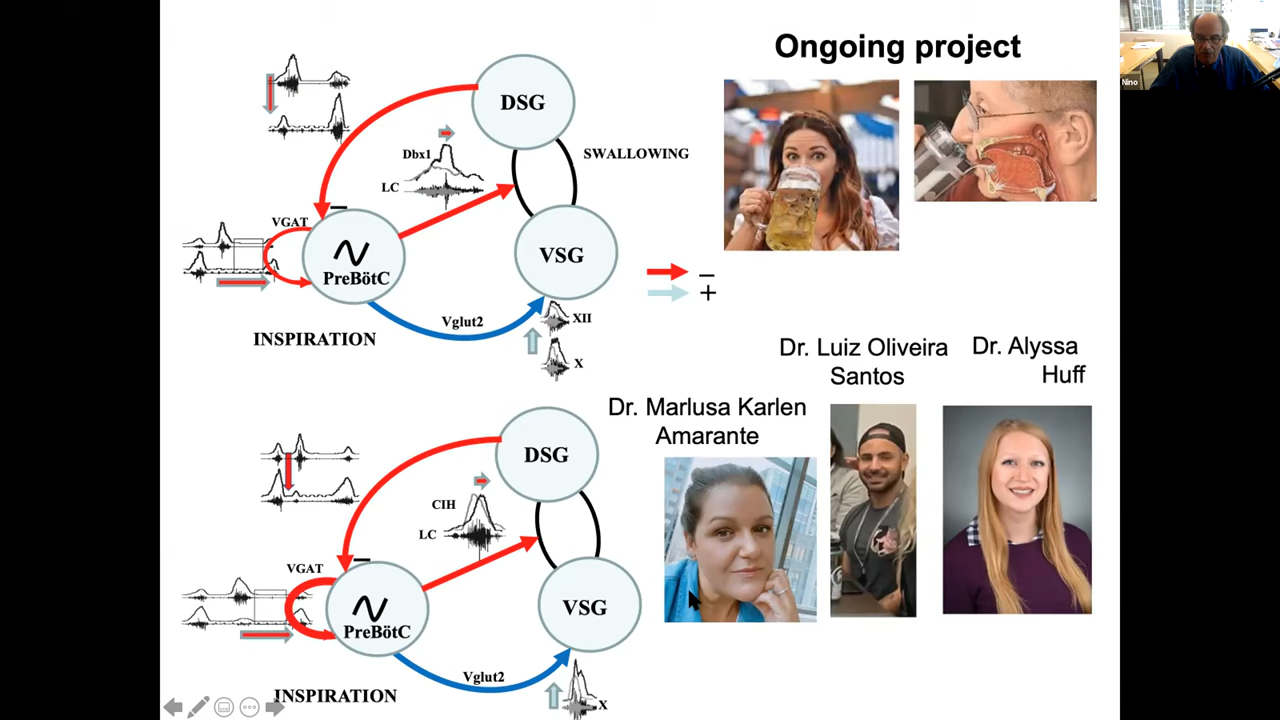 Ongoing project
Nino
DSG
SWALLOWING
Dbx1
LC
VGAT
VSG
PreBötC
–
+
XII
Vglut2
INSPIRATION
X
Dr. Luiz Oliveira
Santos
Dr. Alyssa
Huff
Dr. Marlusa Karlen
Amarante
DSG
CIH
LC
VGAT
VSG
PreBötC
Vglut2
INSPIRATION
X